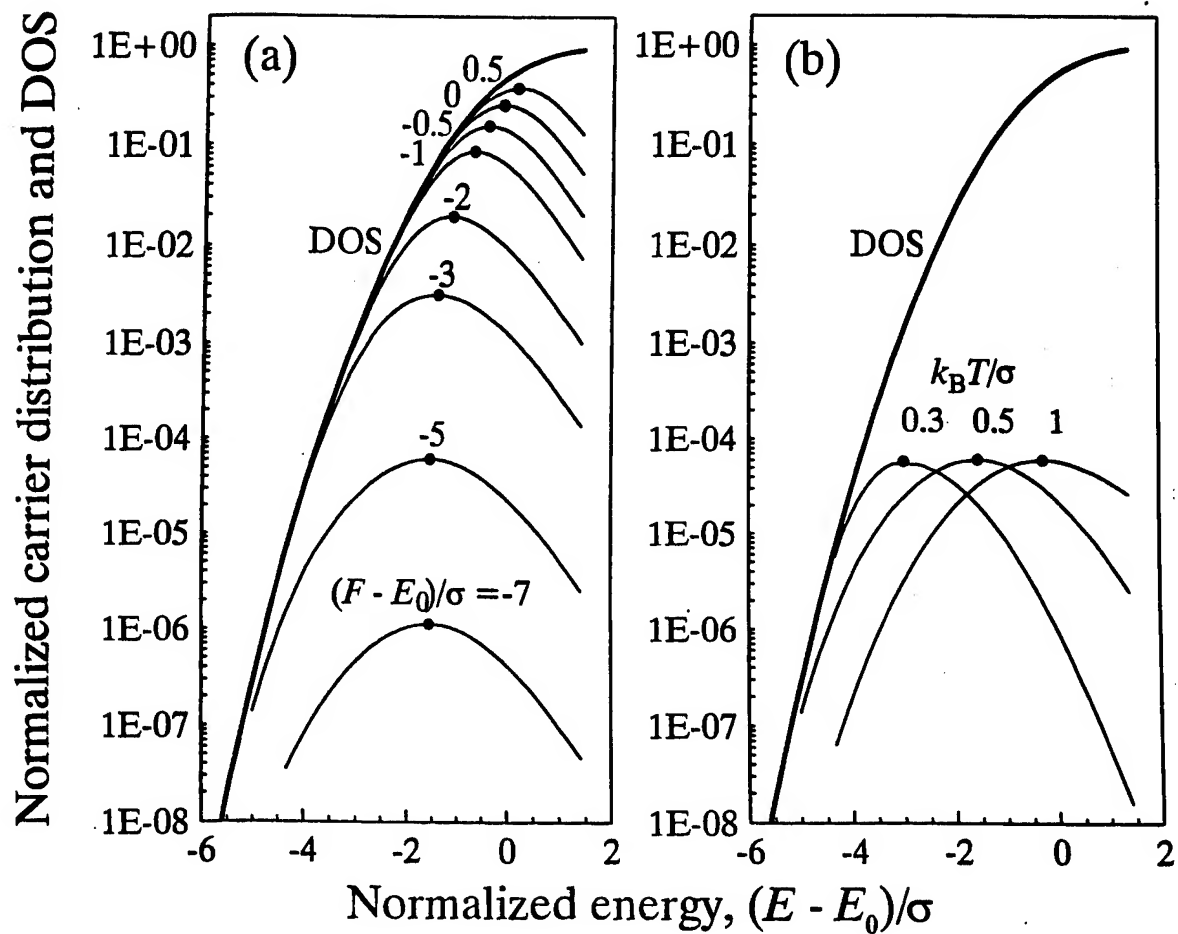 Normalized carrier distribution and DOS
1E+00
1E-01
1E-02
1E-03
1E-04
1E-05
1E-06
1E-07
1E-08
(a)
0.5
0
-0.5
-1
-2
DOS
-3
-5
(F - E0)/σ = -7
-6
-4
-2
0
2
1E+00
1E-01
1E-02
1E-03
1E-04
1E-05
1E-06
1E-07
1E-08
(b)
DOS
kBT/σ
0.3 0.5 1
-6
-4
-2
0
2
Normalized energy, (E - E0)/σ